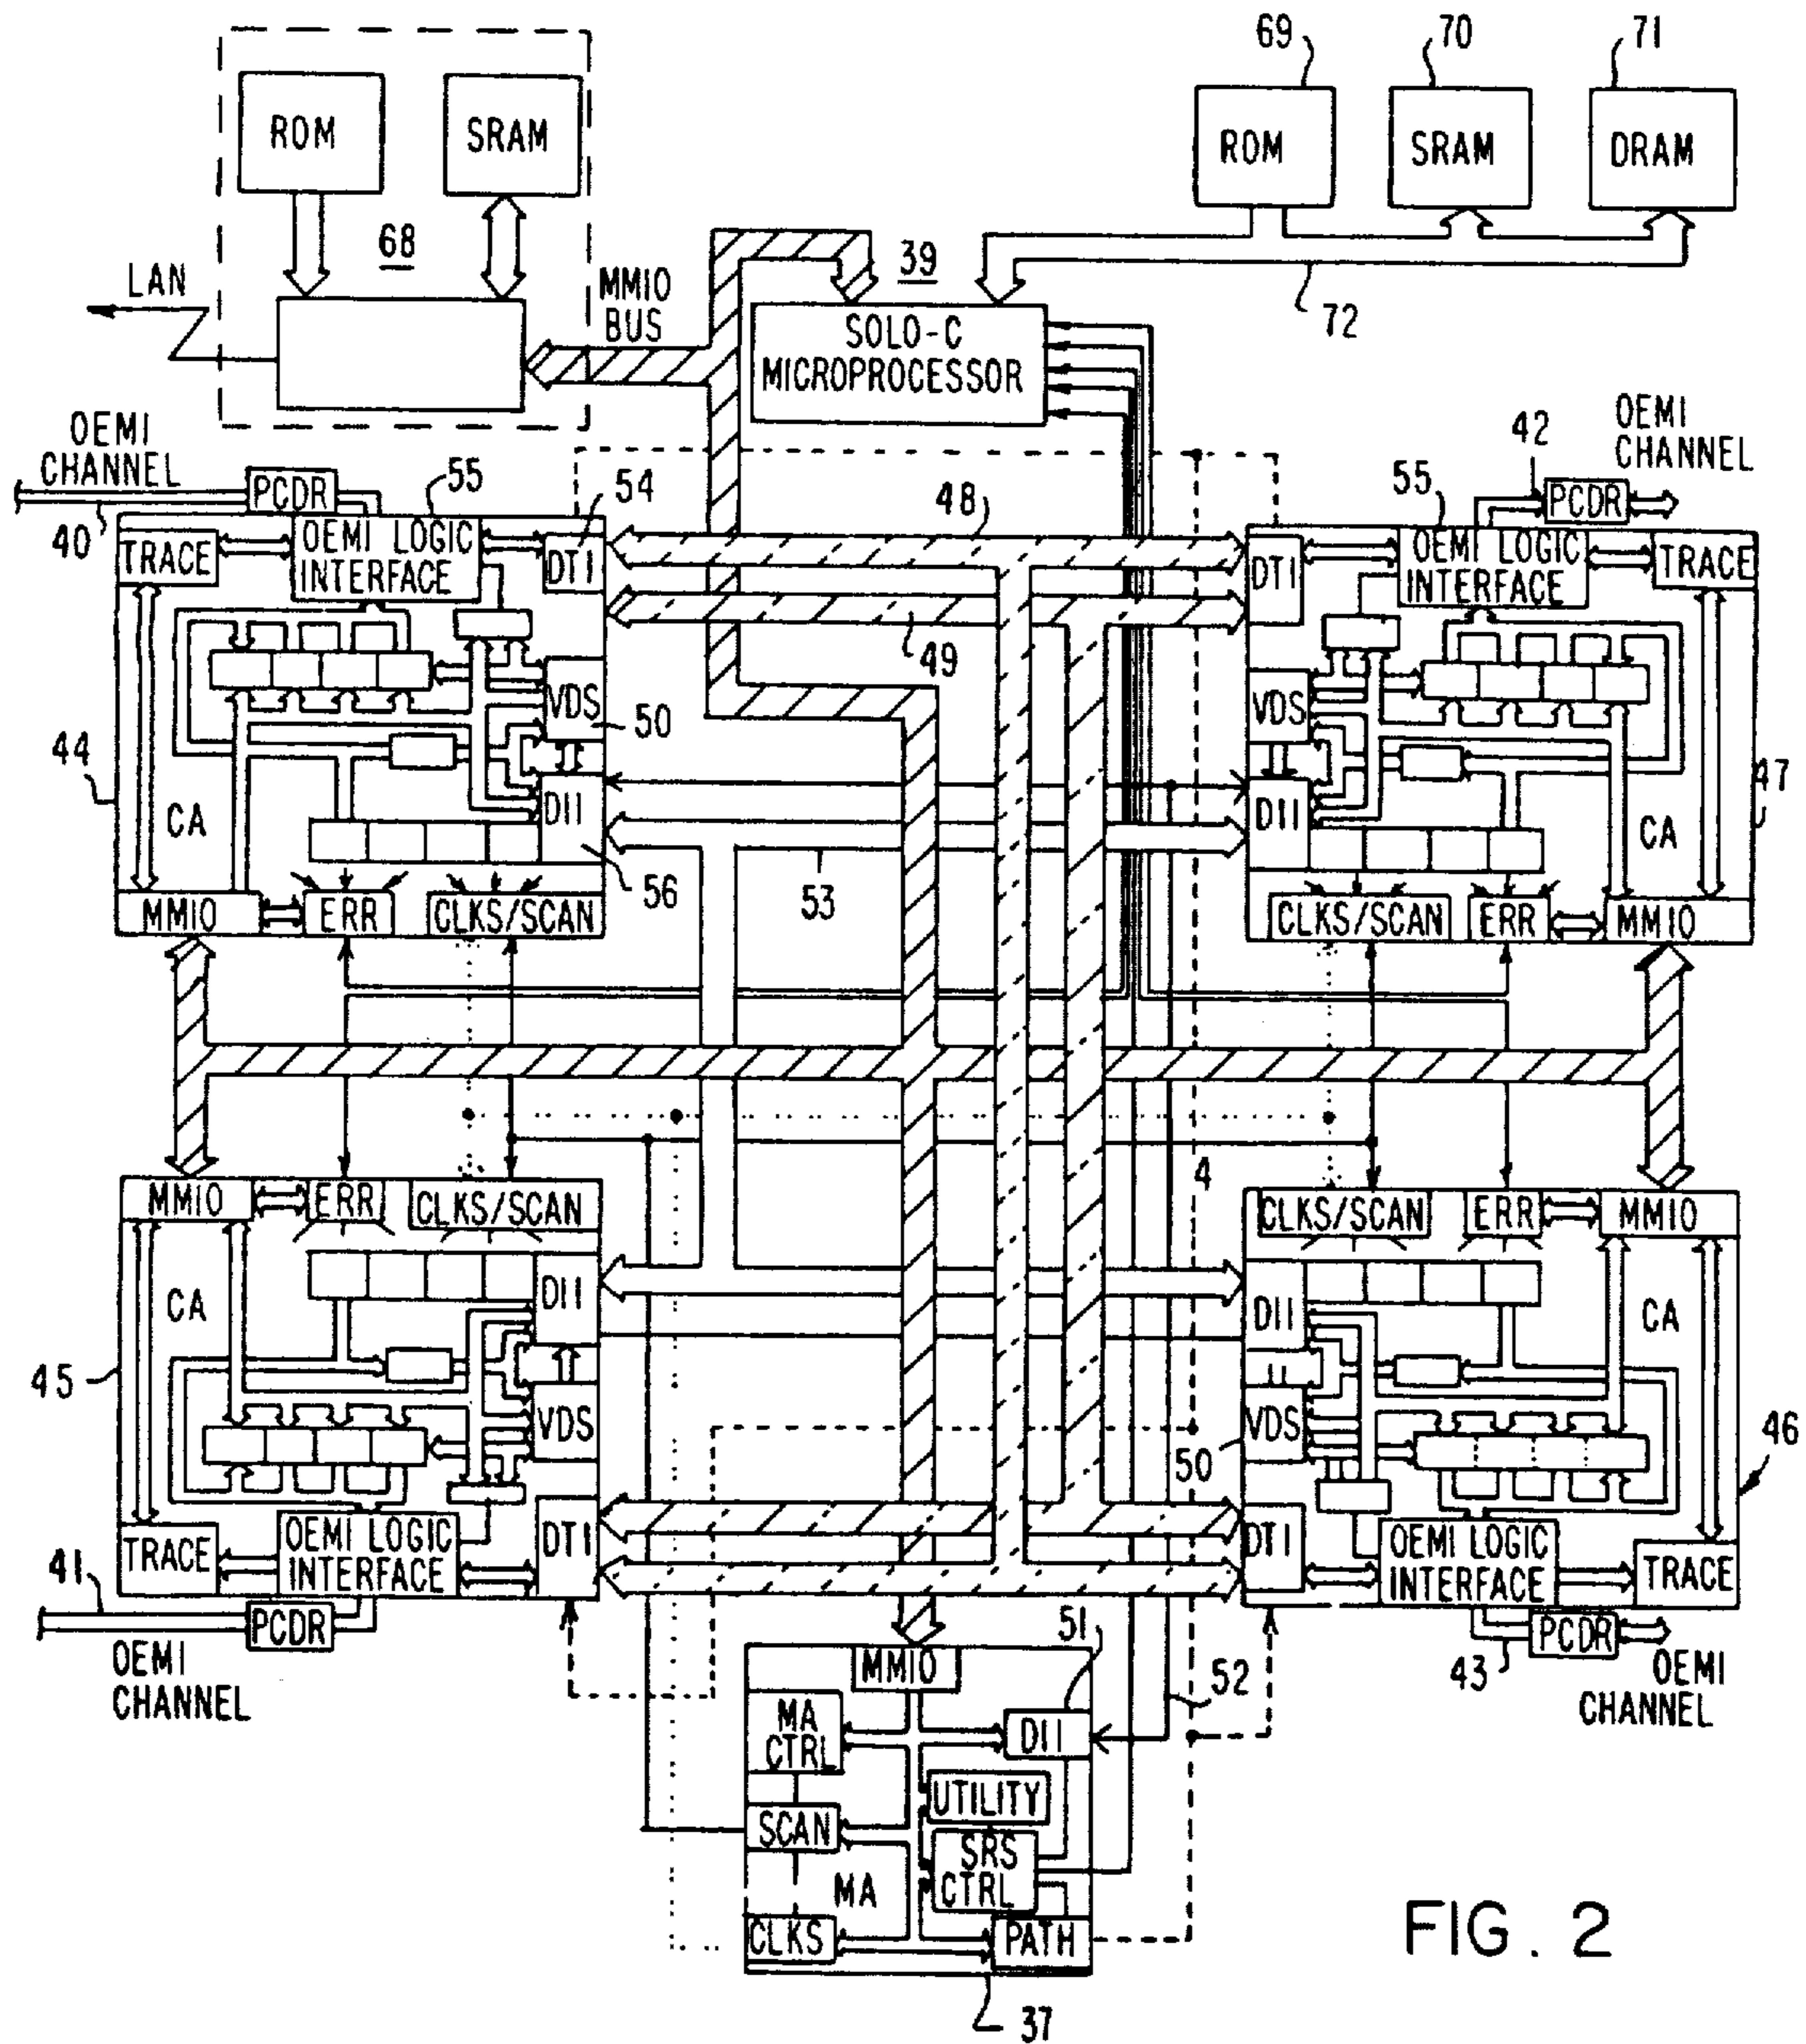 69
70
71
ROM
SRAM
ROM
SRAM
DRAM
68
39
72
LAN
MMIO
BUS
SOLO-C
MICROPROCESSOR
OEMI
CHANNEL
PCDR
55
54
48
55
42
OEMI
CHANNEL
PCDR
40
TRACE
OEMI LOGIC
INTERFACE
DTI
DTI
OEMI LOGIC
INTERFACE
TRACE
49
VDS
50
VDS
44
47
CA
DII
DII
CA
56
53
MMIO
ERR
CLKS/SCAN
CLKS/SCAN
ERR
MMIO
4
MMIO
ERR
CLKS/SCAN
CLKS/SCAN
ERR
MMIO
CA
DII
DII
CA
45
VDS
VDS
50
46
TRACE
OEMI LOGIC
INTERFACE
DTI
DTI
OEMI LOGIC
INTERFACE
TRACE
41
PCDR
OEMI
CHANNEL
51
52
43
PCDR
OEMI
CHANNEL
MMIO
MA
CTRL
DII
UTILITY
SCAN
SRS
CTRL
MA
CLKS
PATH
37
FIG. 2